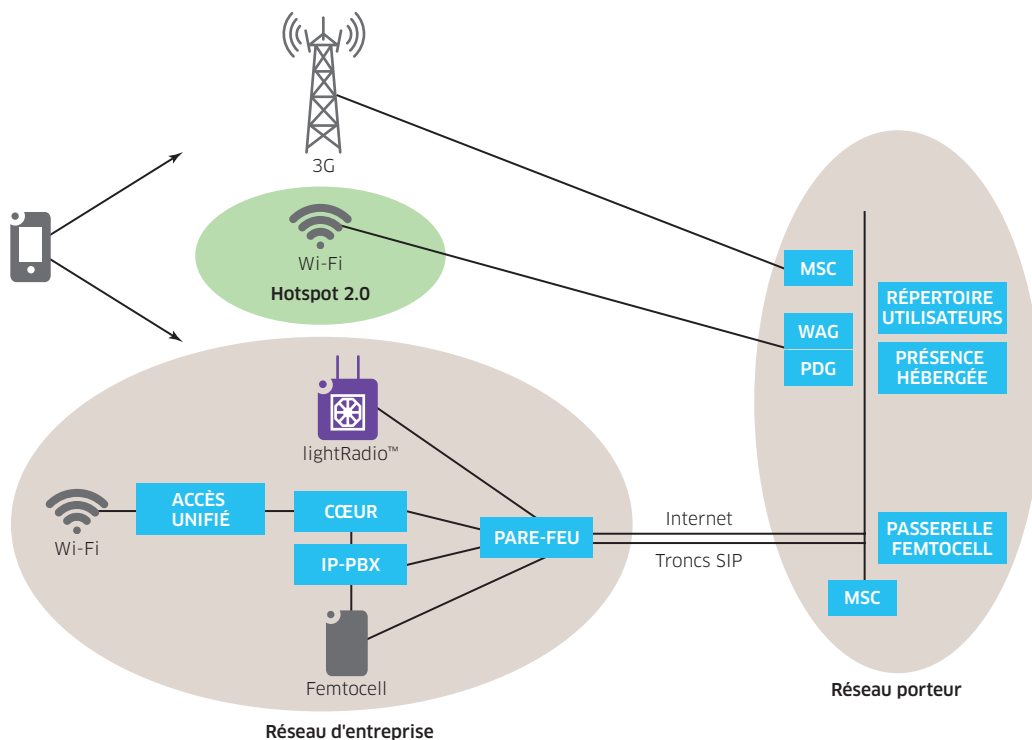 3G
Wi-Fi
Hotspot 2.0
MSC
WAG
PDG
RÉPERTOIRE
UTILISATEURS
PRÉSENCE
HÉBERGÉE
lightRadio™
Wi-Fi
ACCÈS
UNIFIÉ
CŒUR
IP-PBX
Femtocell
PARE-FEU
Internet
Troncs SIP
PASSERELLE
FEMTOCELL
MSC
Réseau porteur
Réseau d'entreprise